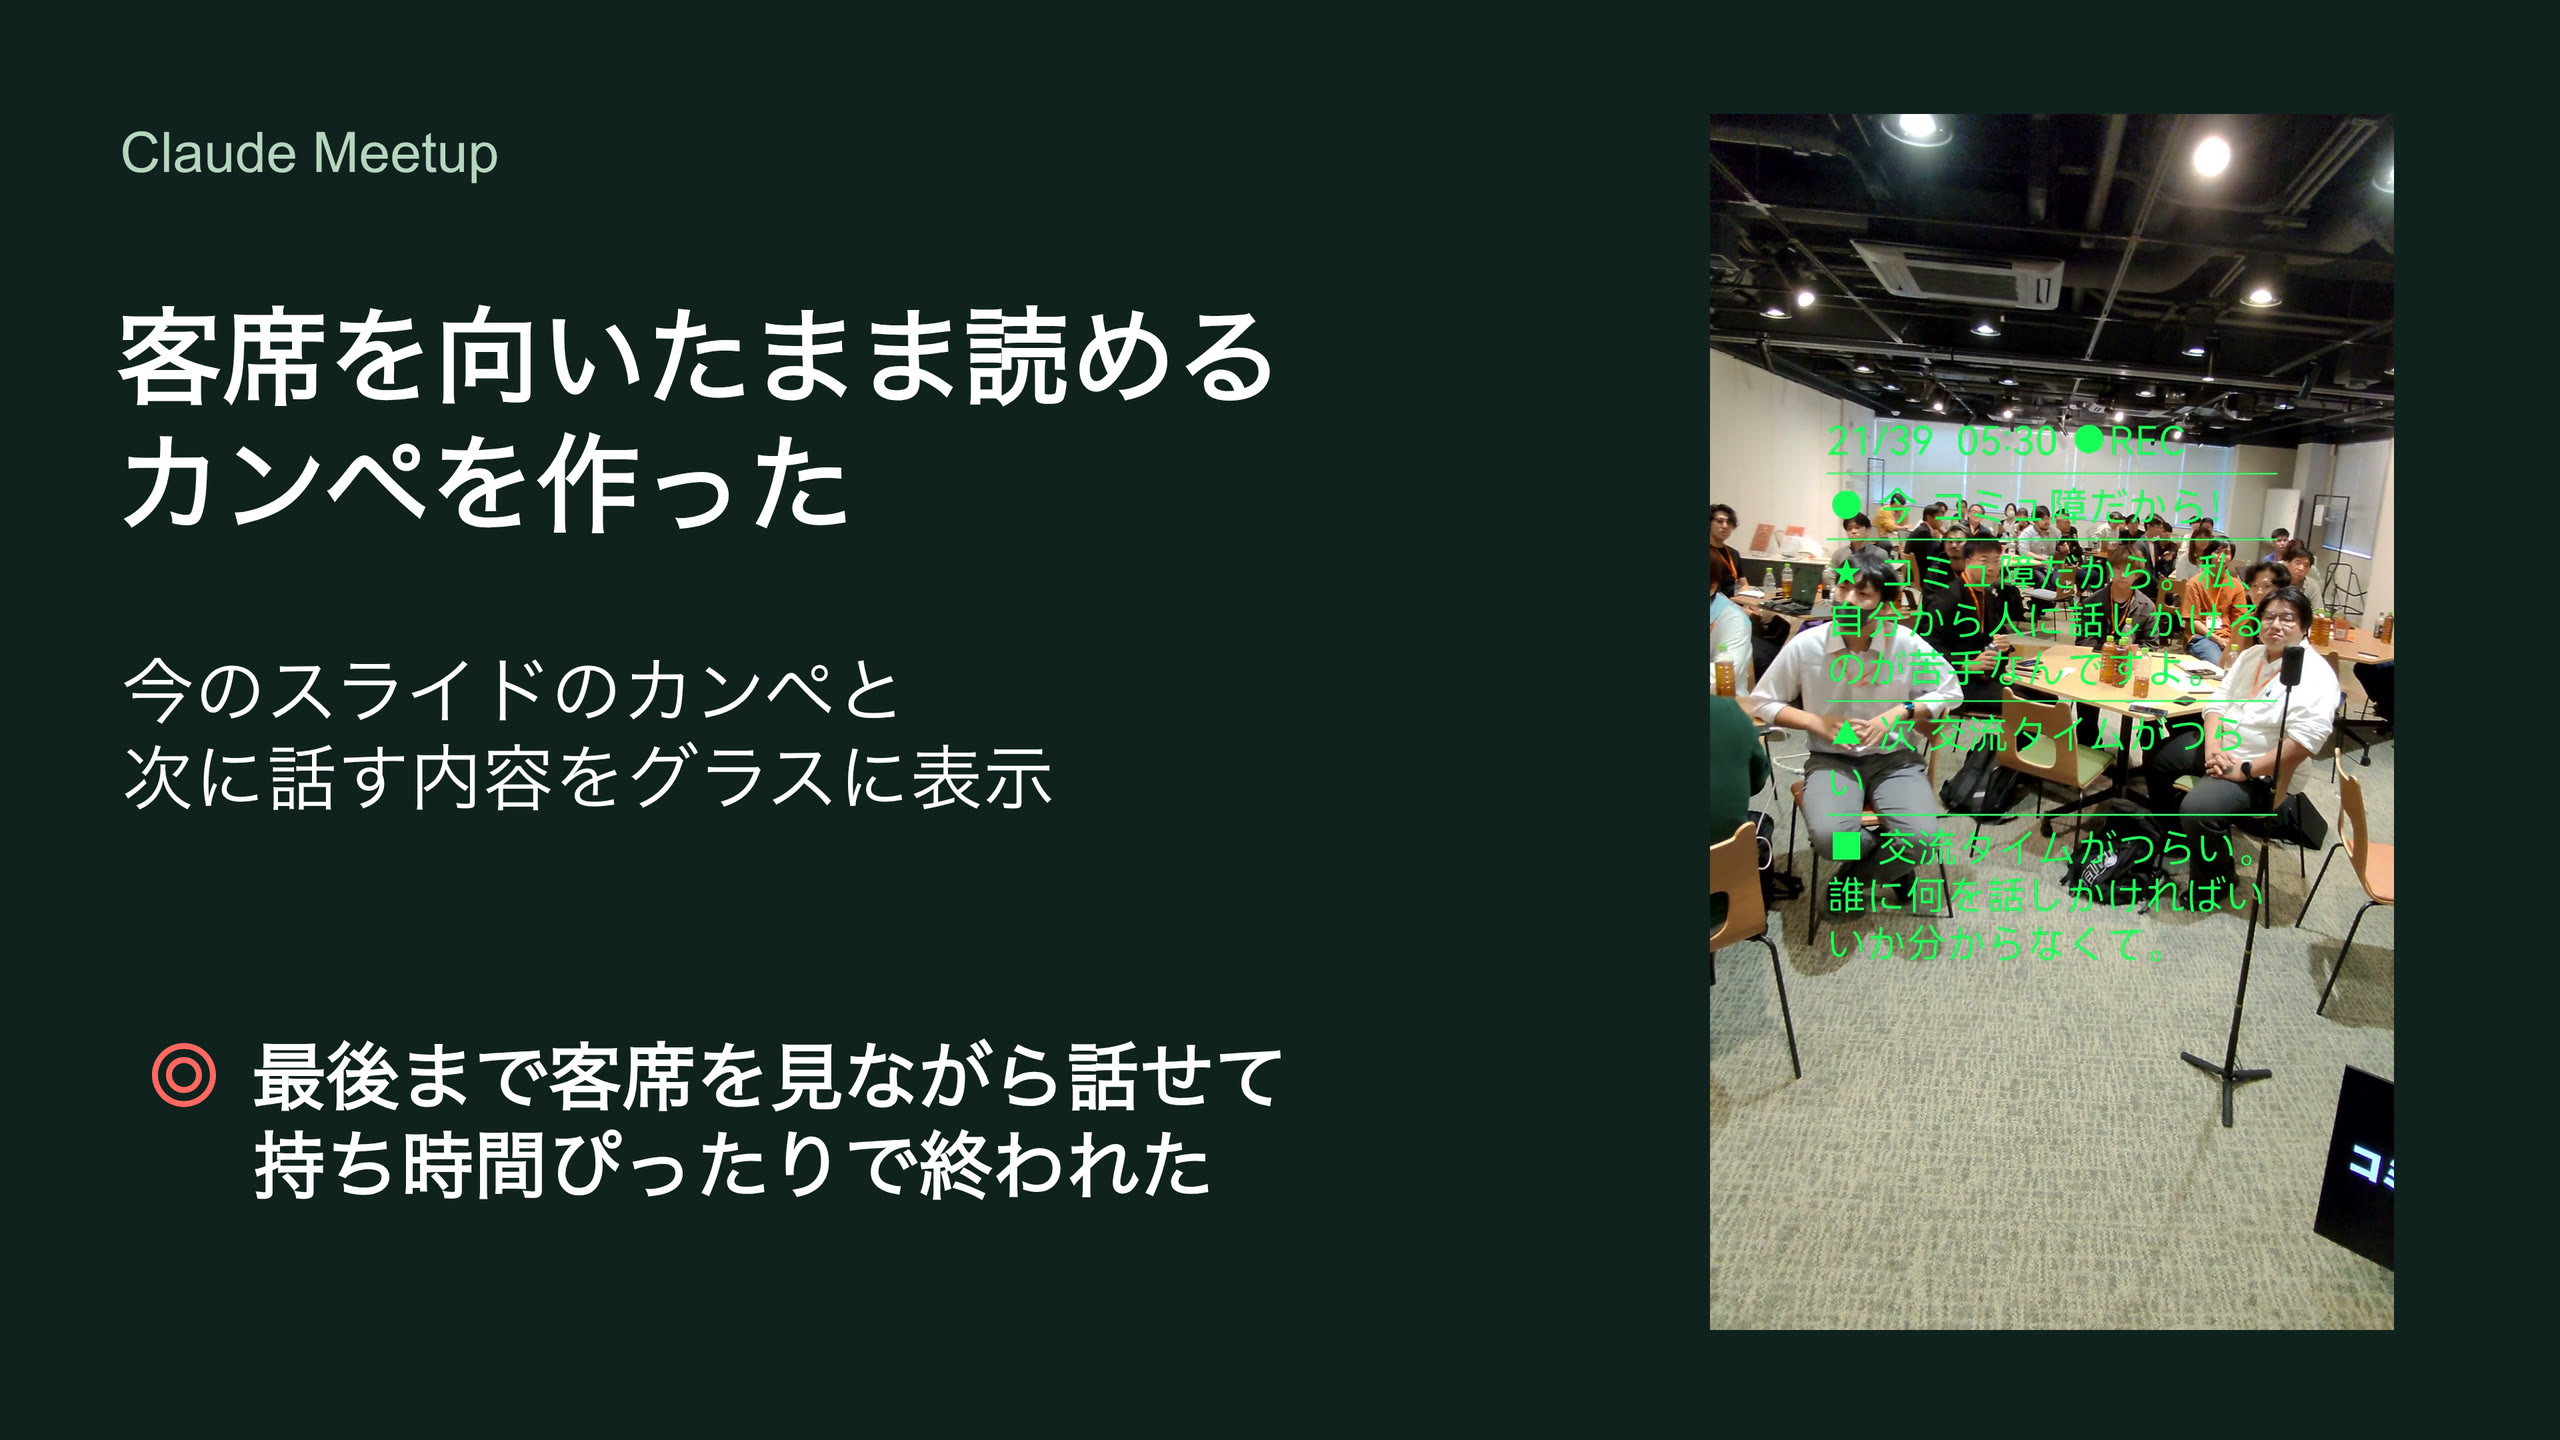 Claude Meetup
客席を向いたまま読める
カンペを作った
今のスライドのカンペと
次に話す内容をグラスに表示
◎ 最後まで客席を見ながら話せて
持ち時間ぴったりで終われた
21/39 05:30 ●REC
● 今 コミュ障だから!
★ コミュ障だから。私、
自分から人に話しかける
のが苦手なんですよ。
▲ 次 交流タイムがつら
い
■ 交流タイムがつらい。
誰に何を話しかければい
いか分からなくて。
コミ